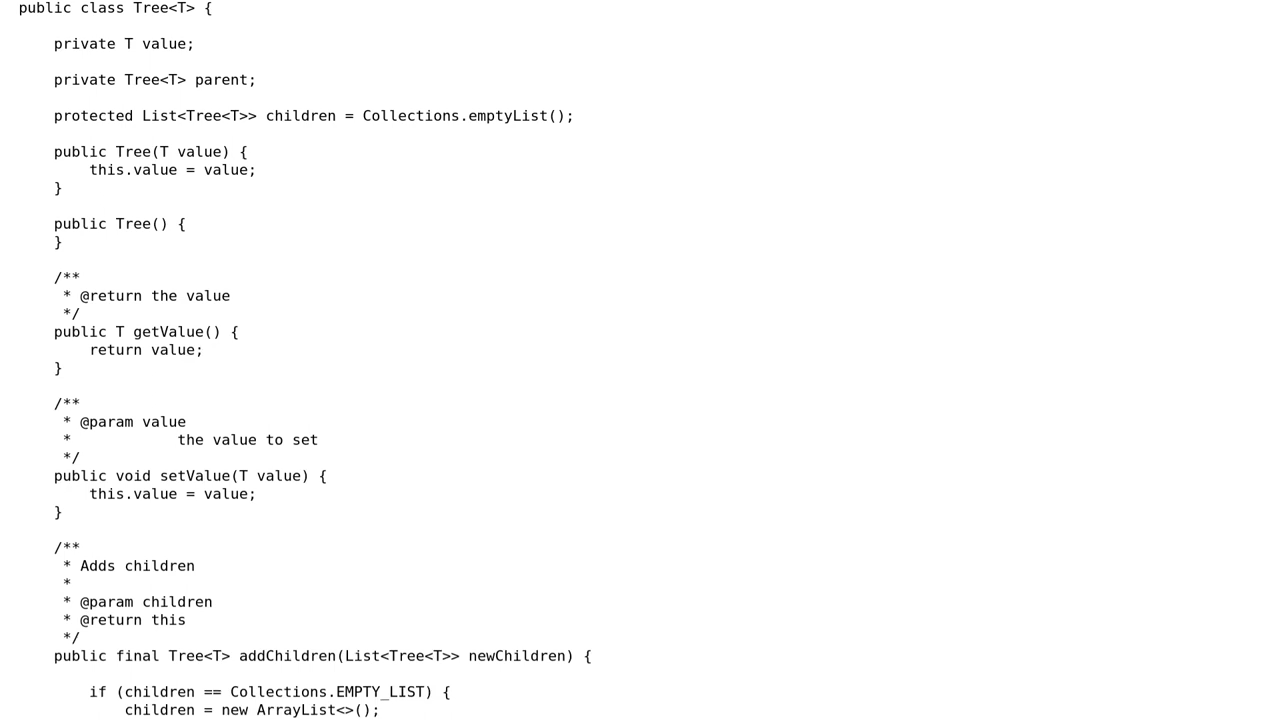 public class Tree<T> {

    private T value;

    private Tree<T> parent;

    protected List<Tree<T>> children = Collections.emptyList();

    public Tree(T value) {
        this.value = value;
    }

    public Tree() {
    }

    /**
     * @return the value
     */
    public T getValue() {
        return value;
    }

    /**
     * @param value
     *            the value to set
     */
    public void setValue(T value) {
        this.value = value;
    }

    /**
     * Adds children
     *
     * @param children
     * @return this
     */
    public final Tree<T> addChildren(List<Tree<T>> newChildren) {

        if (children == Collections.EMPTY_LIST) {
            children = new ArrayList<>();